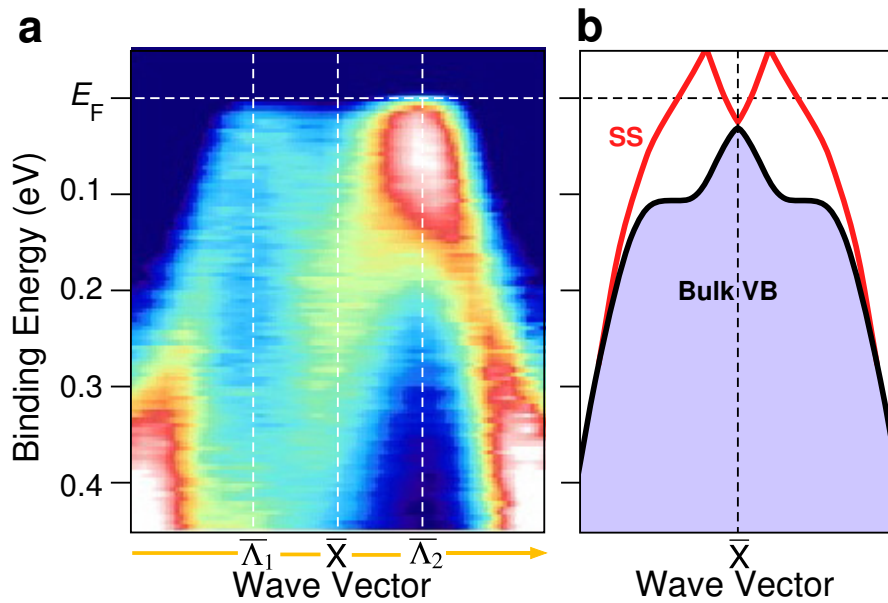 a
b
E_F
SS
0.1
0.2
Bulk VB
0.3
0.4
Binding Energy (eV)
Λ̅₁ X̅ Λ̅₂
X̅
Wave Vector
Wave Vector